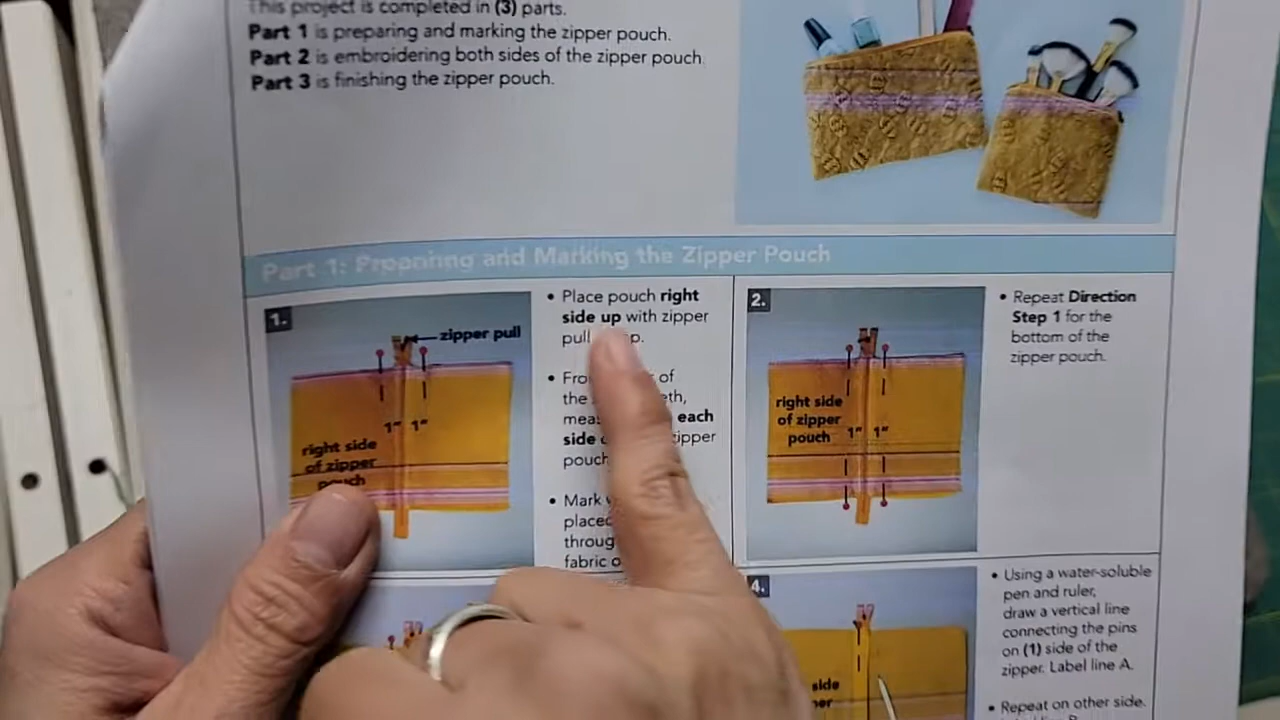 This project is completed in (3) parts.
Part 1 is preparing and marking the zipper pouch.
Part 2 is embroidering both sides of the zipper pouch.
Part 3 is finishing the zipper pouch.
Part 1: Preparing and Marking the Zipper Pouch
1.
zipper pull
1" 1"
right side
of zipper
pouch
• Place pouch right
side up with zipper
pull
• of
the
each
side zipper
pouch
• Mark
placed
fabric
2.
right side
of zipper
pouch 1" 1"
• Repeat Direction
Step 1 for the
bottom of the
zipper pouch.
4.
side
• Using a water-soluble
pen and ruler,
draw a vertical line
connecting the pins
on (1) side of the
zipper. Label line A.
• Repeat on other side.